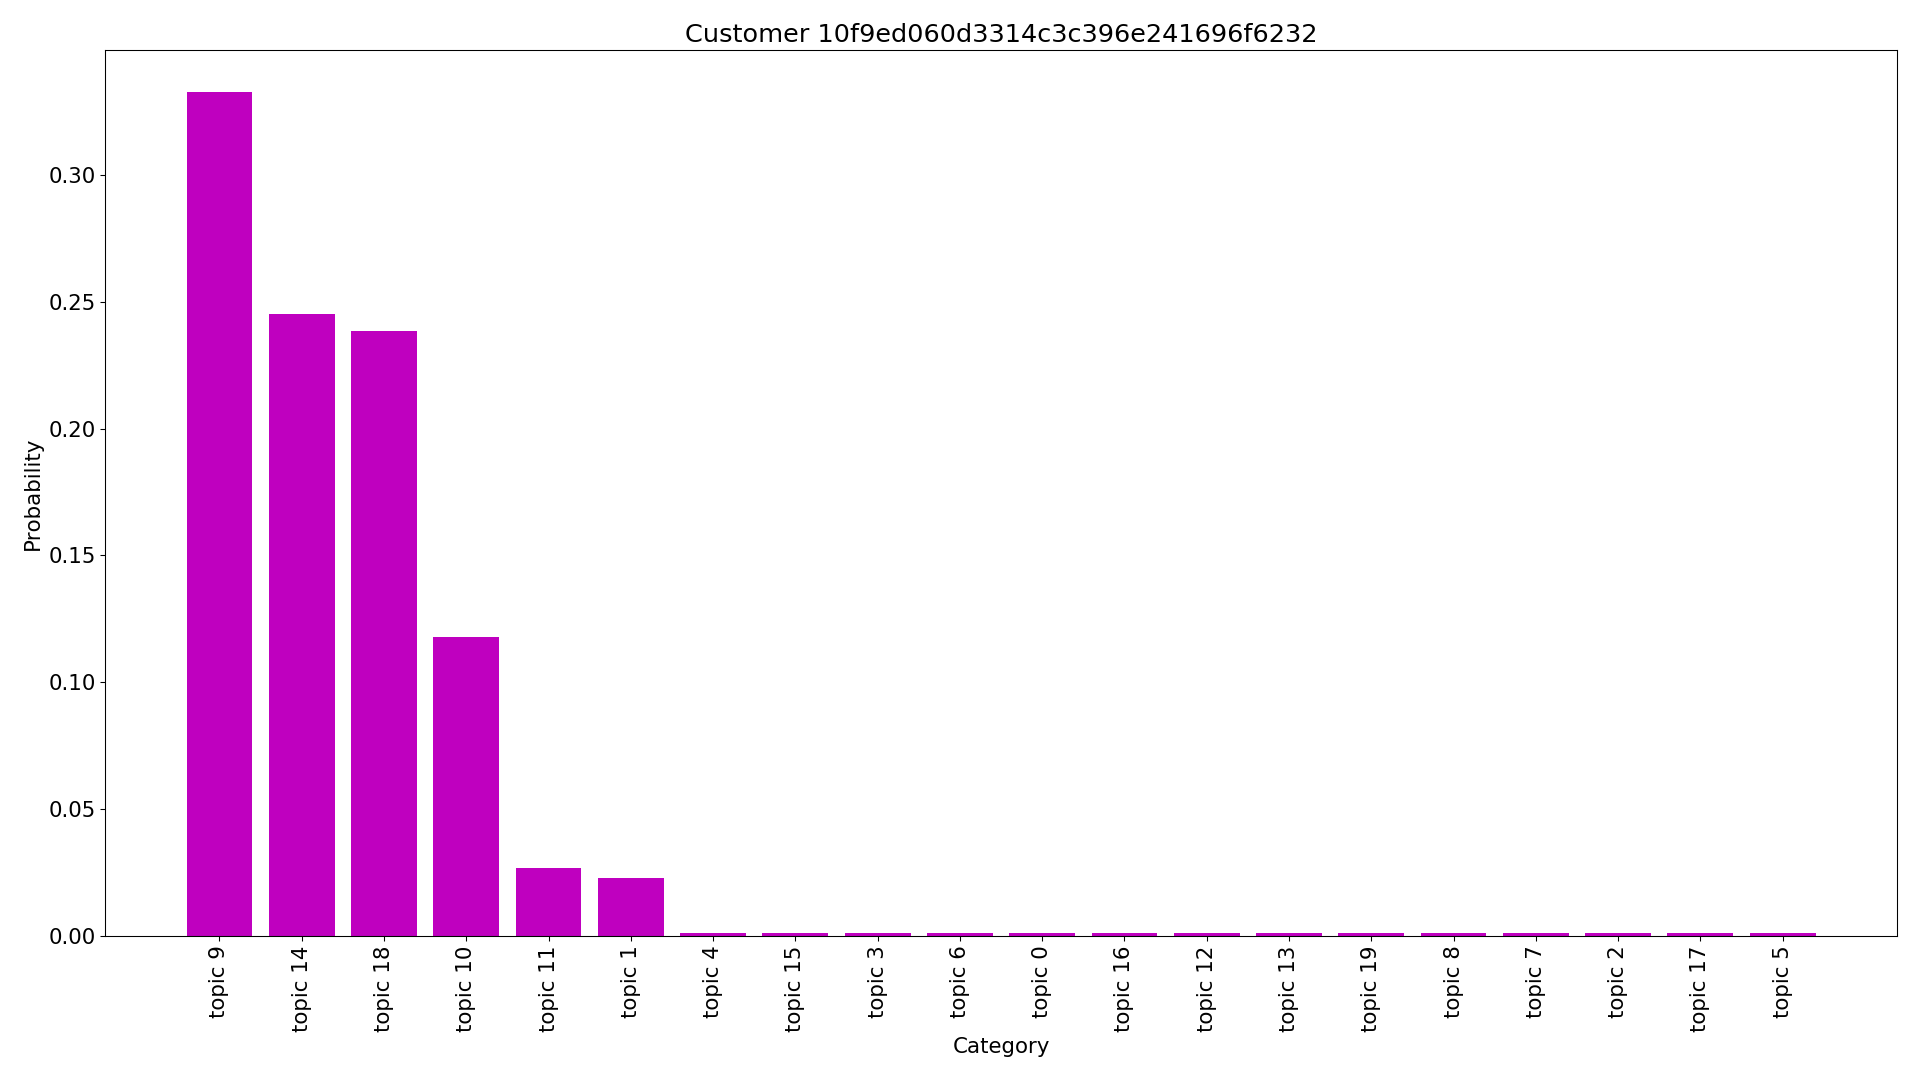 Customer 10f9ed060d3314c3c396e241696f6232
Probability
0.30
0.25
0.20
0.15
0.10
0.05
0.00
topic 9
topic 14
topic 18
topic 10
topic 11
topic 1
topic 4
topic 15
topic 3
topic 6
topic 0
topic 16
topic 12
topic 13
topic 19
topic 8
topic 7
topic 2
topic 17
topic 5
Category